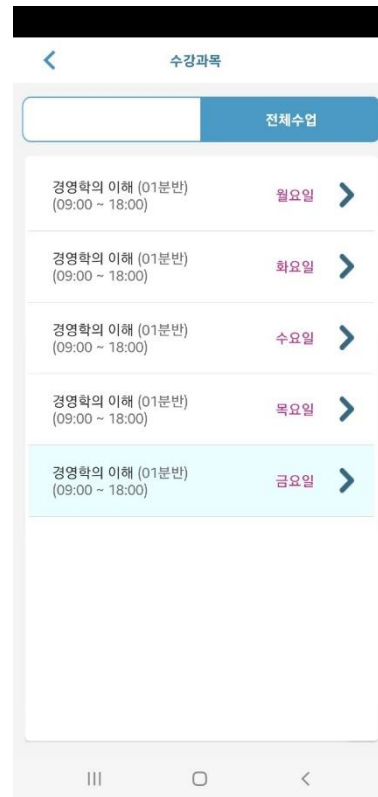 수강과목
전체수업
경영학의 이해 (01분반)
(09:00 ~ 18:00)
월요일
경영학의 이해 (01분반)
(09:00 ~ 18:00)
화요일
경영학의 이해 (01분반)
(09:00 ~ 18:00)
수요일
경영학의 이해 (01분반)
(09:00 ~ 18:00)
목요일
경영학의 이해 (01분반)
(09:00 ~ 18:00)
금요일